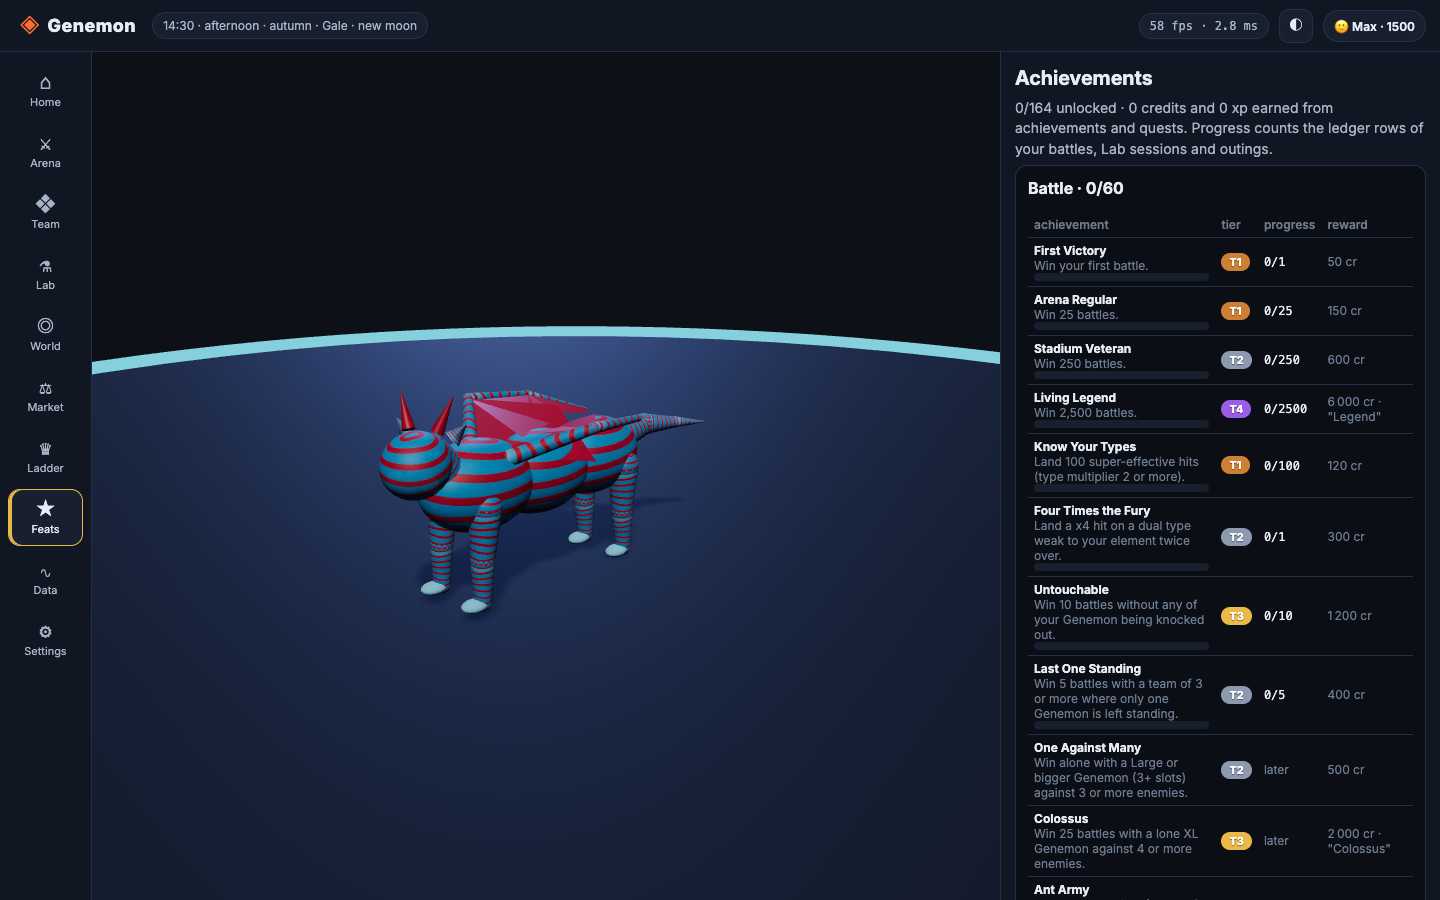 Genemon
14:30 · afternoon · autumn · Gale · new moon
58 fps · 2.8 ms
Max · 1500
Home
Arena
Team
Lab
World
Market
Ladder
Feats
Data
Settings
Achievements
0/164 unlocked · 0 credits and 0 xp earned from
achievements and quests. Progress counts the ledger rows of
your battles, Lab sessions and outings.
Battle · 0/60
achievement tier progress reward
First Victory
Win your first battle.
T1 0/1 50 cr
Arena Regular
Win 25 battles.
T1 0/25 150 cr
Stadium Veteran
Win 250 battles.
T2 0/250 600 cr
Living Legend
Win 2,500 battles.
T4 0/2500 6 000 cr ·
"Legend"
Know Your Types
Land 100 super-effective hits
(type multiplier 2 or more).
T1 0/100 120 cr
Four Times the Fury
Land a x4 hit on a dual type
weak to your element twice
over.
T2 0/1 300 cr
Untouchable
Win 10 battles without any of
your Genemon being knocked
out.
T3 0/10 1 200 cr
Last One Standing
Win 5 battles with a team of 3
or more where only one
Genemon is left standing.
T2 0/5 400 cr
One Against Many
Win alone with a Large or
bigger Genemon (3+ slots)
against 3 or more enemies.
T2 later 500 cr
Colossus
Win 25 battles with a lone XL
Genemon against 4 or more
enemies.
T3 later 2 000 cr ·
"Colossus"
Ant Army